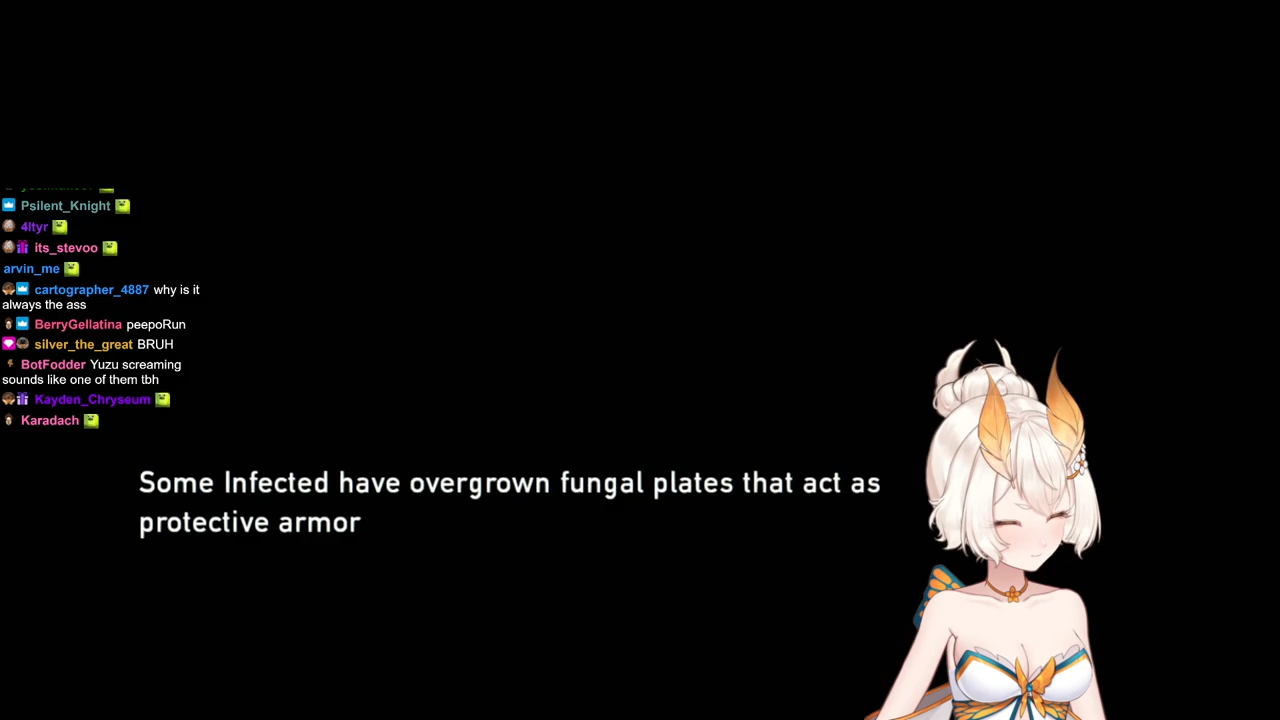 Psilent_Knight
4ltyr
its_stevoo
arvin_me
cartographer_4887 why is it
always the ass
BerryGellatina peepoRun
silver_the_great BRUH
BotFodder Yuzu screaming
sounds like one of them tbh
Kayden_Chryseum
Karadach
Some Infected have overgrown fungal plates that act as
protective armor